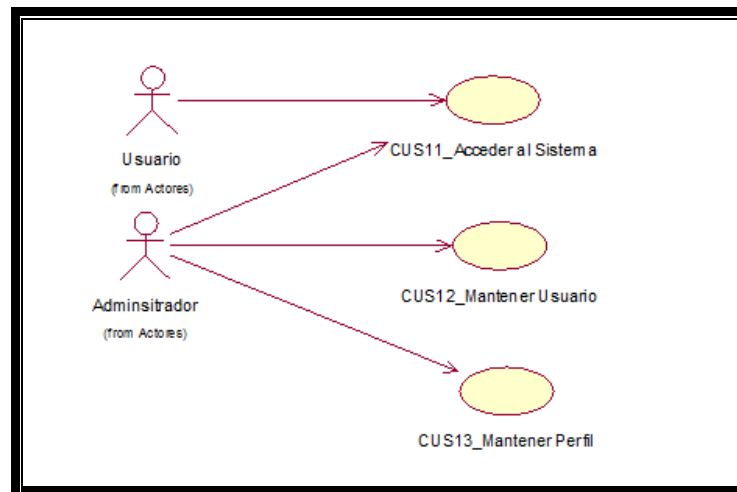 Usuario
(from Actores)
CUS11_Acceder al Sistema
Adminsitrador
(from Actores)
CUS12_Mantener Usuario
CUS13_Mantener Perfil